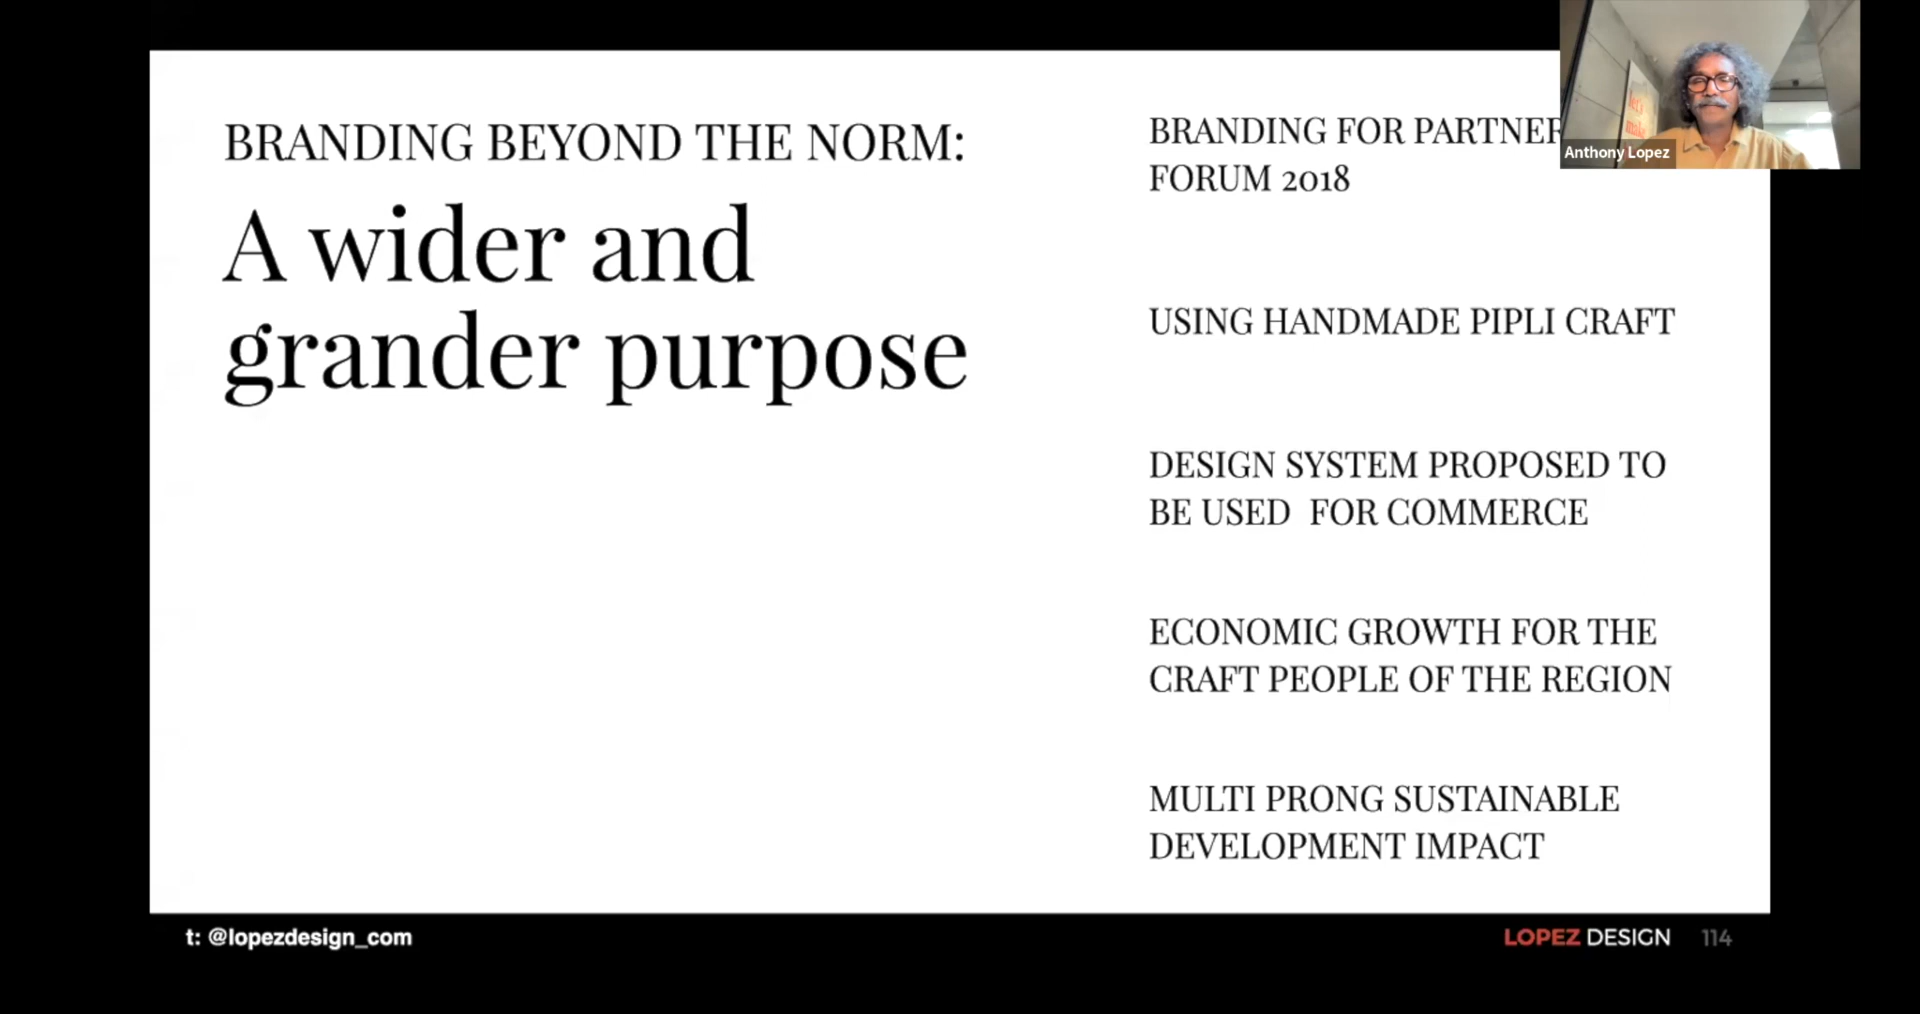 BRANDING BEYOND THE NORM:
A wider and
grander purpose
BRANDING FOR PARTNER
FORUM 2018
USING HANDMADE PIPLI CRAFT
DESIGN SYSTEM PROPOSED TO
BE USED  FOR COMMERCE
ECONOMIC GROWTH FOR THE
CRAFT PEOPLE OF THE REGION
MULTI PRONG SUSTAINABLE
DEVELOPMENT IMPACT
Anthony Lopez
t: @lopezdesign_com
LOPEZ DESIGN 114